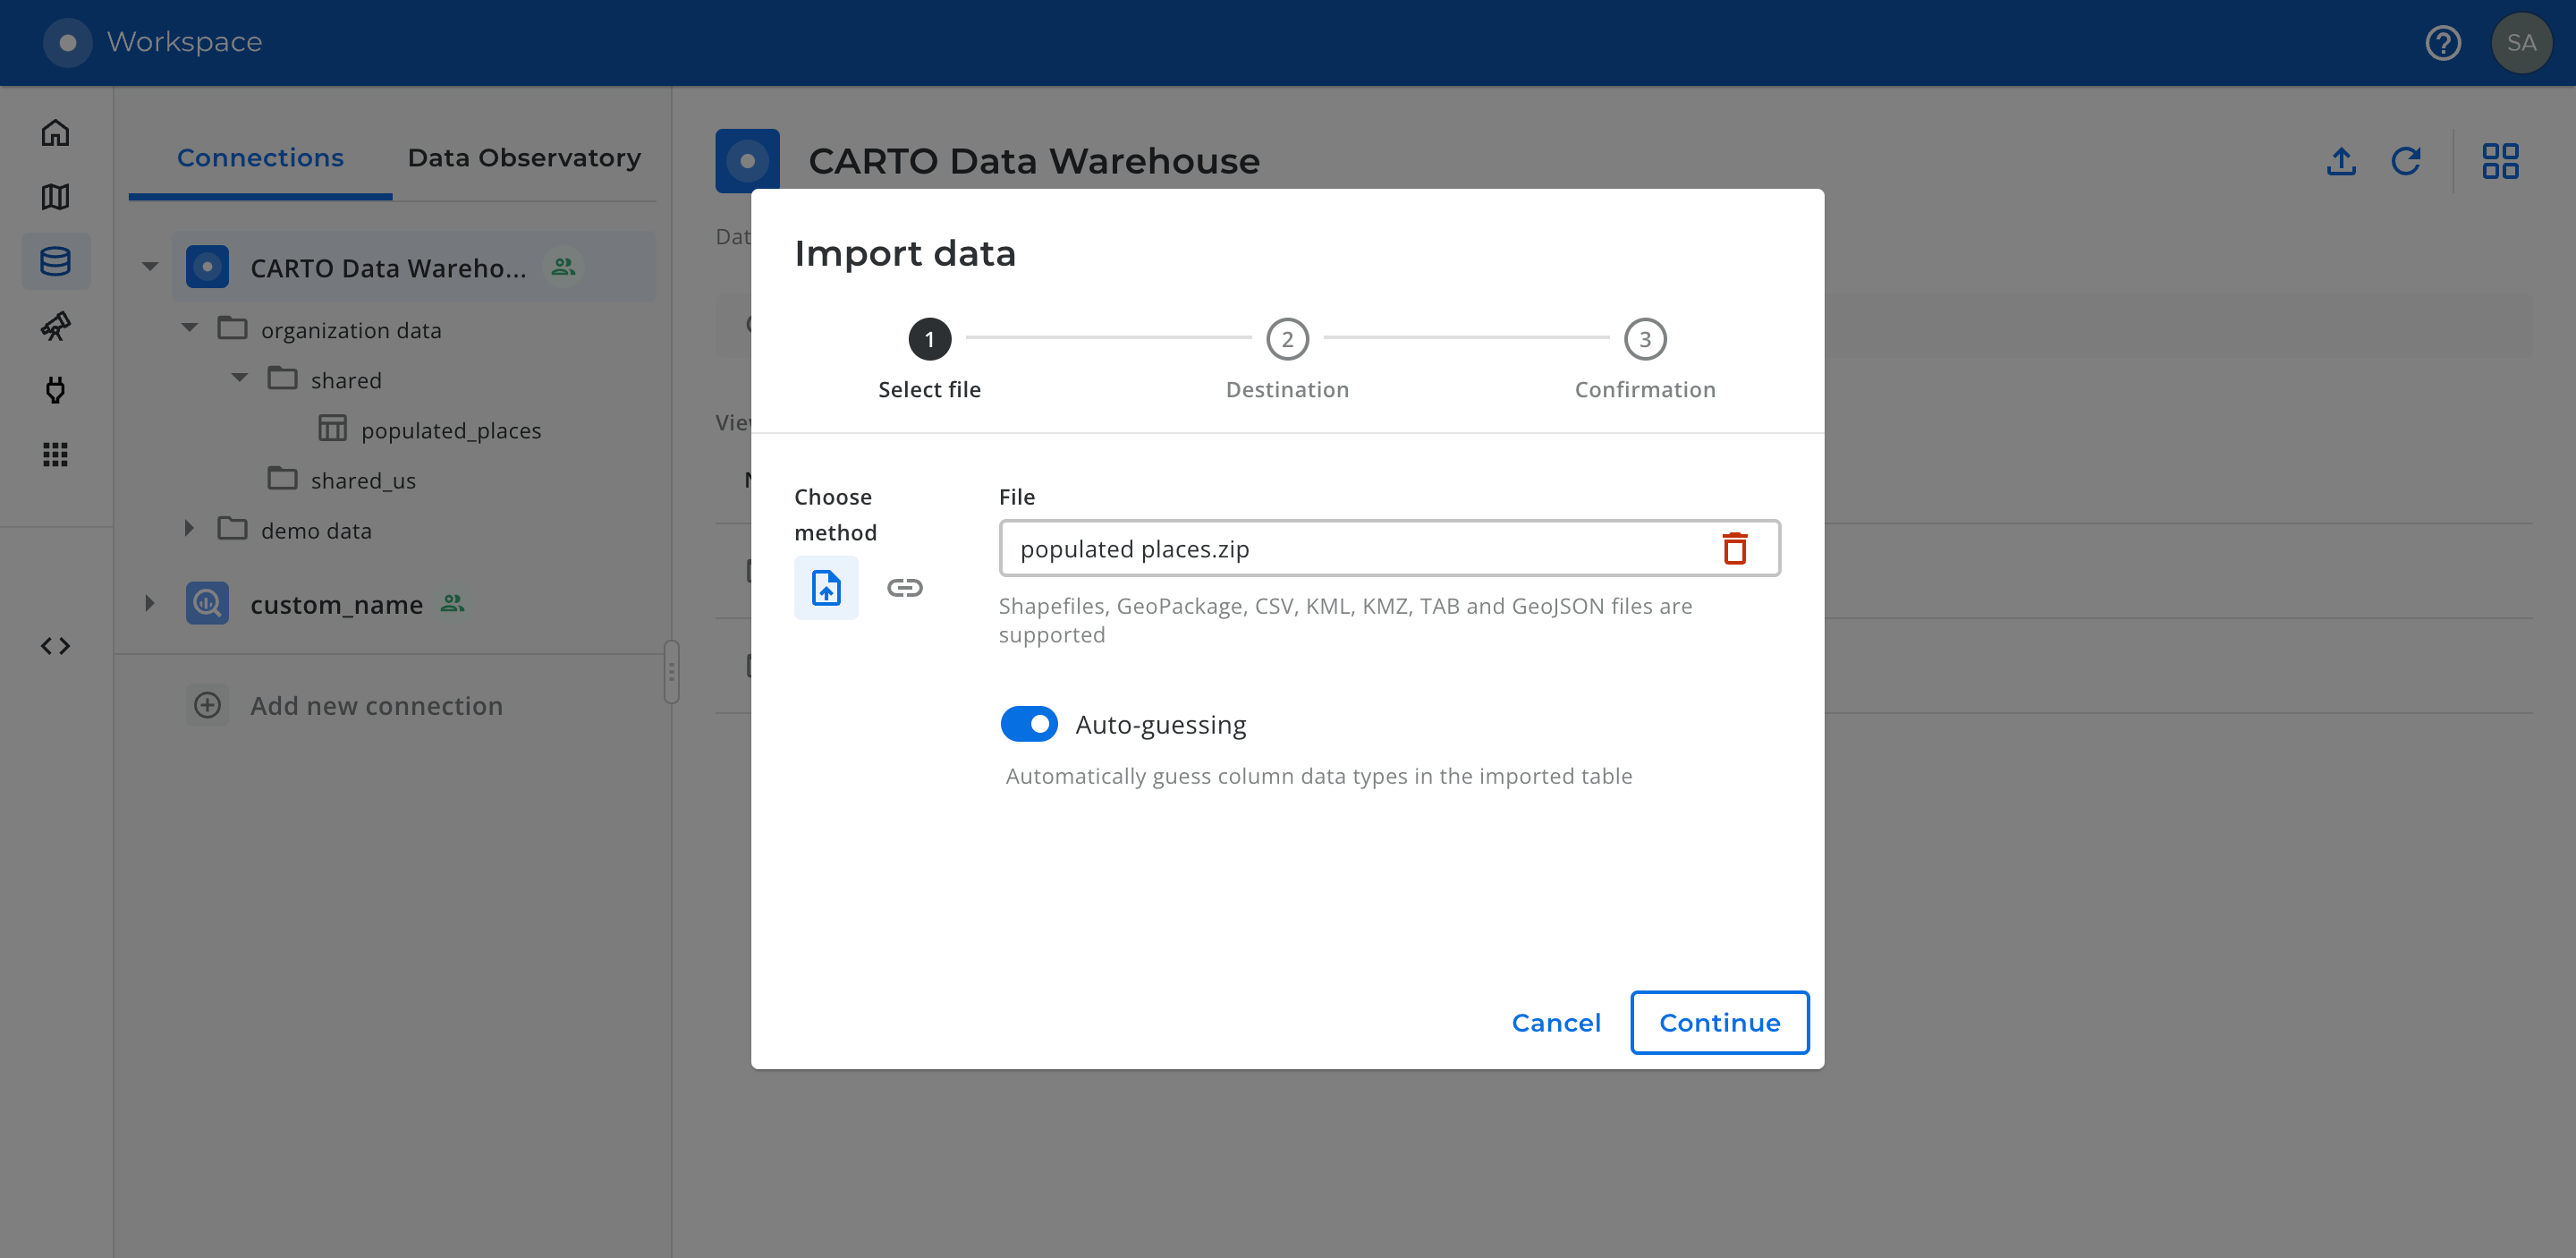 Workspace
SA
Connections
Data Observatory
CARTO Data Wareho...
organization data
shared
populated_places
shared_us
demo data
custom_name
Add new connection
CARTO Data Warehouse
Import data
1
2
3
Select file
Destination
Confirmation
Choose
method
File
populated places.zip
Shapefiles, GeoPackage, CSV, KML, KMZ, TAB and GeoJSON files are
supported
Auto-guessing
Automatically guess column data types in the imported table
Cancel
Continue